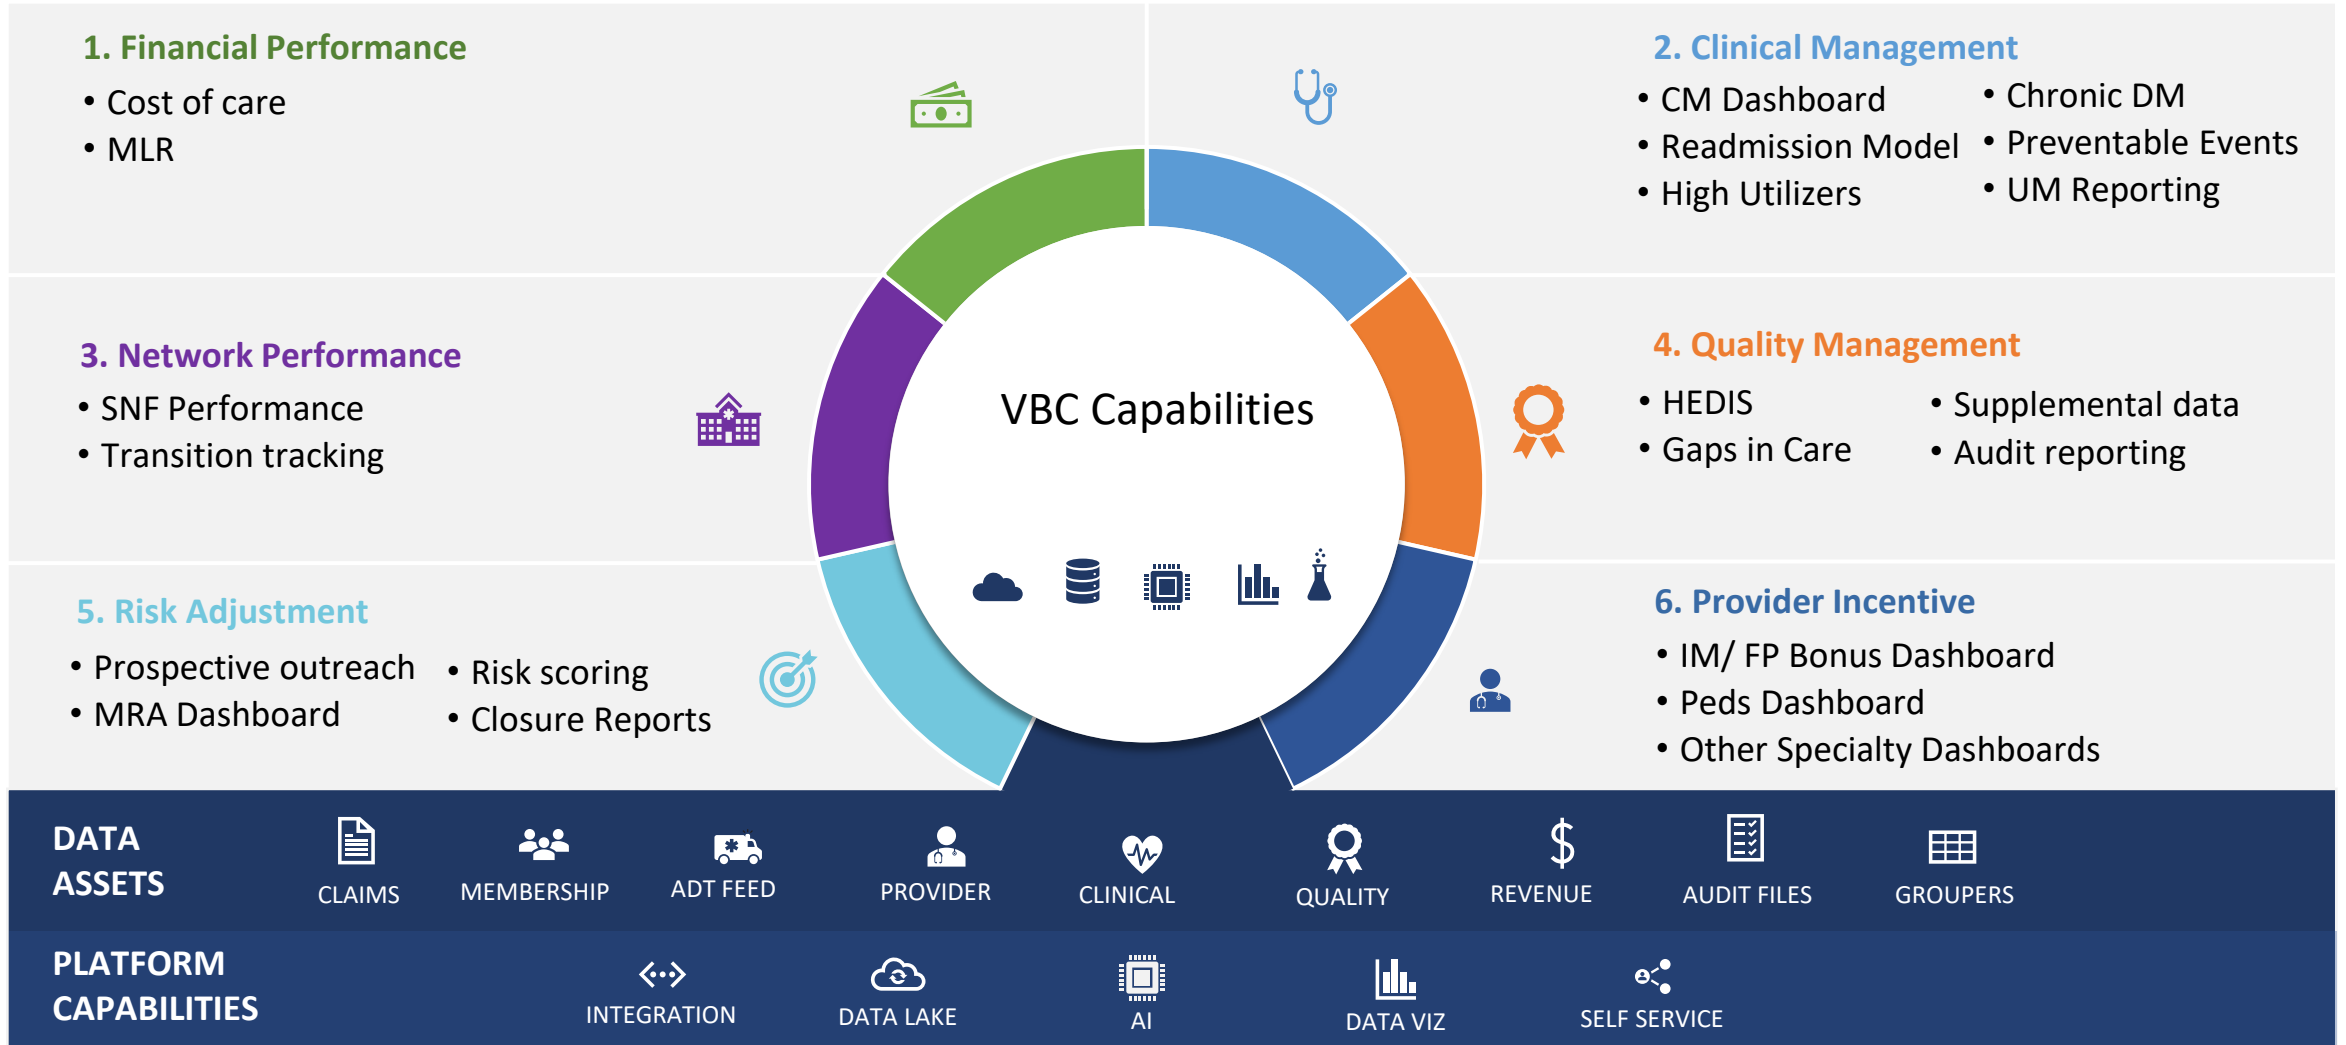 1. Financial Performance
• Cost of care
• MLR
2. Clinical Management
• CM Dashboard
• Readmission Model
• High Utilizers
• Chronic DM
• Preventable Events
• UM Reporting
3. Network Performance
• SNF Performance
• Transition tracking
VBC Capabilities
4. Quality Management
• HEDIS
• Gaps in Care
• Supplemental data
• Audit reporting
5. Risk Adjustment
• Prospective outreach
• MRA Dashboard
• Risk scoring
• Closure Reports
6. Provider Incentive
• IM/ FP Bonus Dashboard
• Peds Dashboard
• Other Specialty Dashboards
DATA
ASSETS
CLAIMS
MEMBERSHIP
ADT FEED
PROVIDER
CLINICAL
QUALITY
REVENUE
AUDIT FILES
GROUPERS
PLATFORM
CAPABILITIES
INTEGRATION
DATA LAKE
AI
DATA VIZ
SELF SERVICE